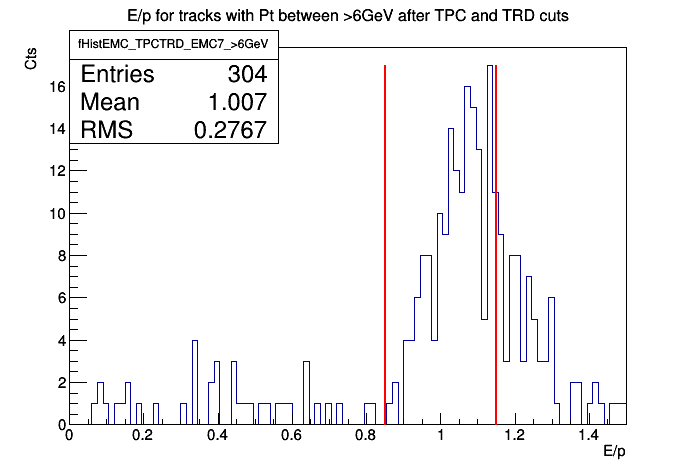 E/p for tracks with Pt between >6GeV after TPC and TRD cuts
fHistEMC_TPCTRD_EMC7_>6GeV
Entries 304
Mean 1.007
RMS 0.2767
Cts
16
14
12
10
8
6
4
2
0
0 0.2 0.4 0.6 0.8 1 1.2 1.4
E/p